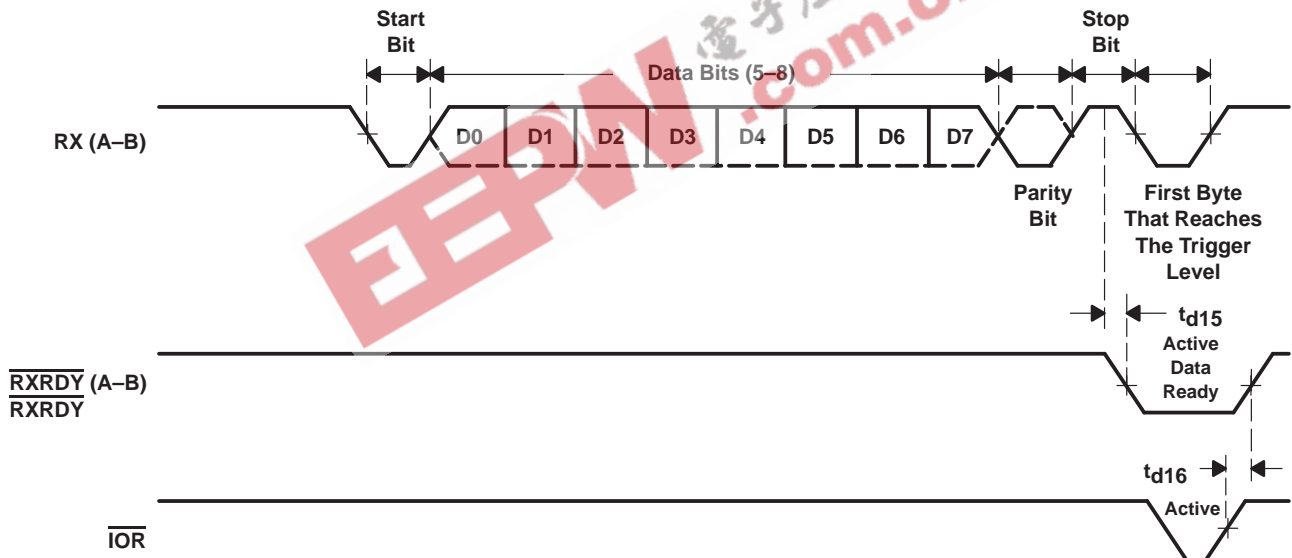 Start
Bit
Stop
Bit
Data Bits (5–8)
RX (A–B)
D0 D1 D2 D3 D4 D5 D6 D7
Parity
Bit
First Byte
That Reaches
The Trigger
Level
td15
Active
Data
Ready
RXRDY (A–B)
RXRDY
td16
Active
IOR
EEPW
.com.c